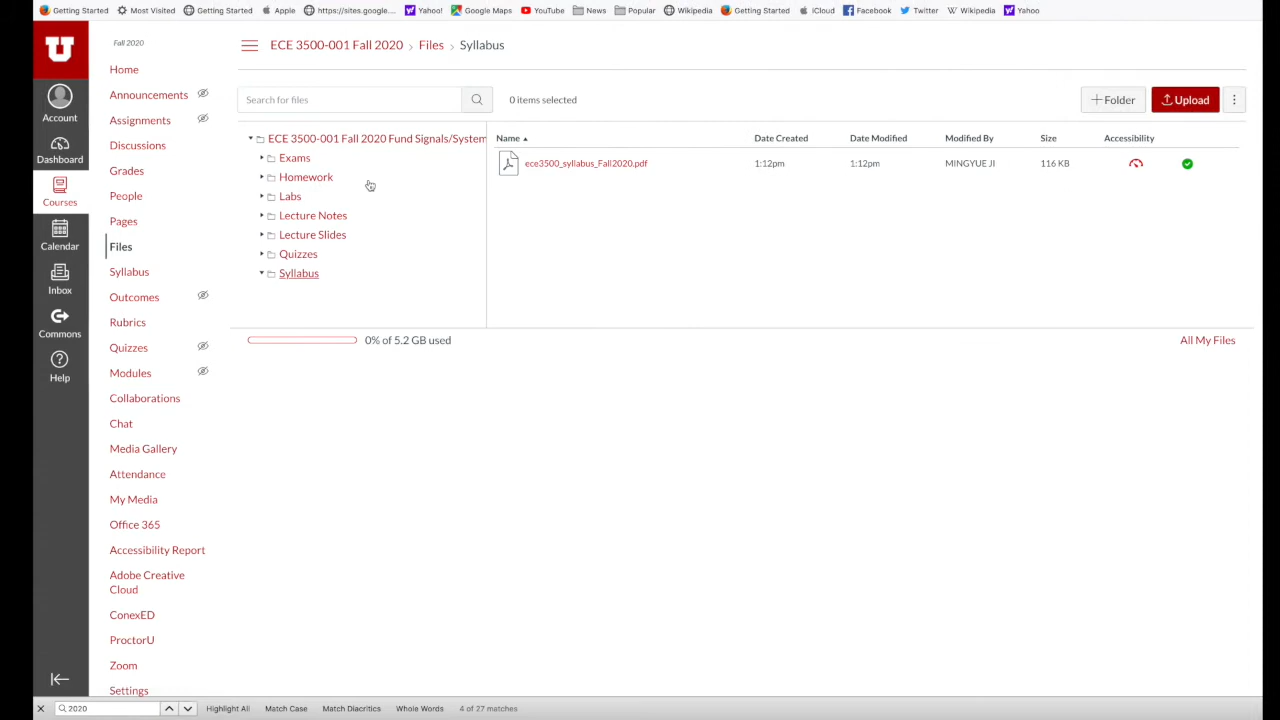 Getting Started Most Visited Getting Started Apple https://sites.google.... Yahoo! Google Maps YouTube News Popular Wikipedia Getting Started iCloud Facebook Twitter Wikipedia Yahoo
U
Account
Dashboard
Courses
Calendar
Inbox
Commons
Help
Fall 2020
Home
Announcements
Assignments
Discussions
Grades
People
Pages
Files
Syllabus
Outcomes
Rubrics
Quizzes
Modules
Collaborations
Chat
Media Gallery
Attendance
My Media
Office 365
Accessibility Report
Adobe Creative
Cloud
ConexED
ProctorU
Zoom
Settings
ECE 3500-001 Fall 2020 › Files › Syllabus
Search for files 0 items selected + Folder Upload
ECE 3500-001 Fall 2020 Fund Signals/System
Exams
Homework
Labs
Lecture Notes
Lecture Slides
Quizzes
Syllabus
Name Date Created Date Modified Modified By Size Accessibility
ece3500_syllabus_Fall2020.pdf 1:12pm 1:12pm MINGYUE JI 116 KB
0% of 5.2 GB used All My Files
2020 Highlight All Match Case Match Diacritics Whole Words 4 of 27 matches